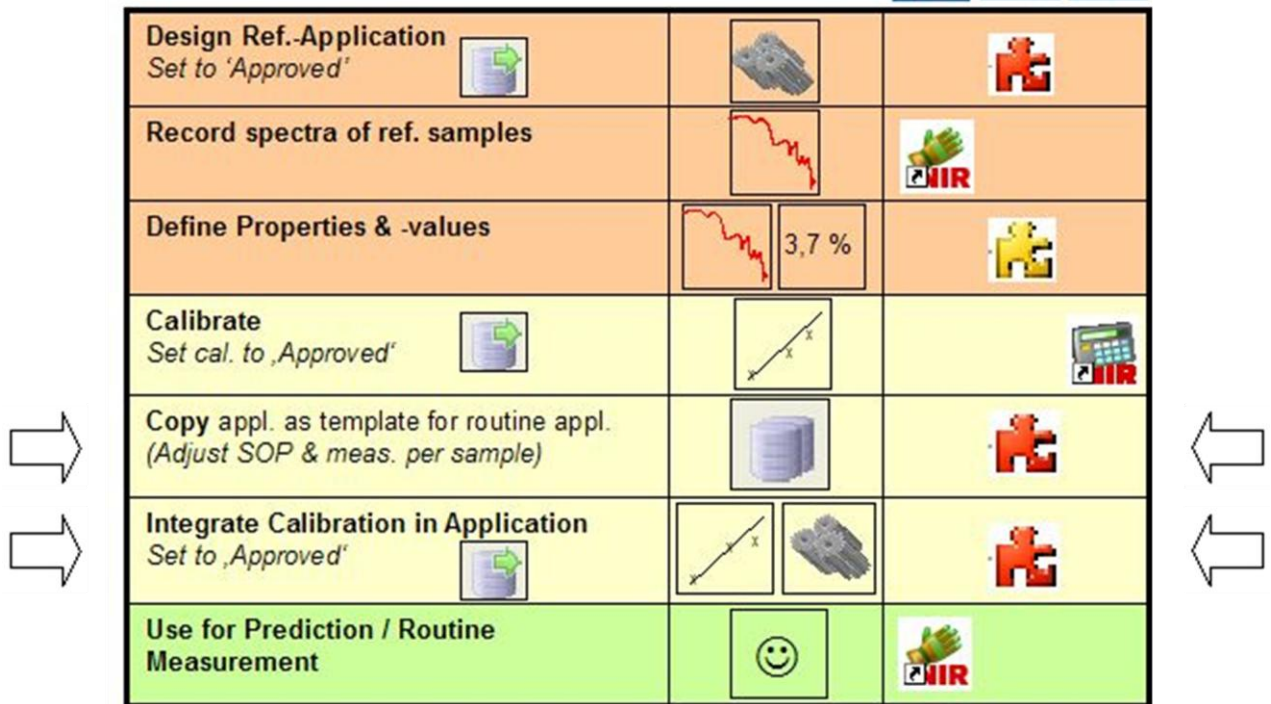 Design Ref.-Application
Set to ‘Approved’
Record spectra of ref. samples
NIR
Define Properties & -values
3,7 %
Calibrate
Set cal. to ‚Approved‘
NIR
Copy appl. as template for routine appl.
(Adjust SOP & meas. per sample)
Integrate Calibration in Application
Set to ‚Approved‘
Use for Prediction / Routine
Measurement
NIR